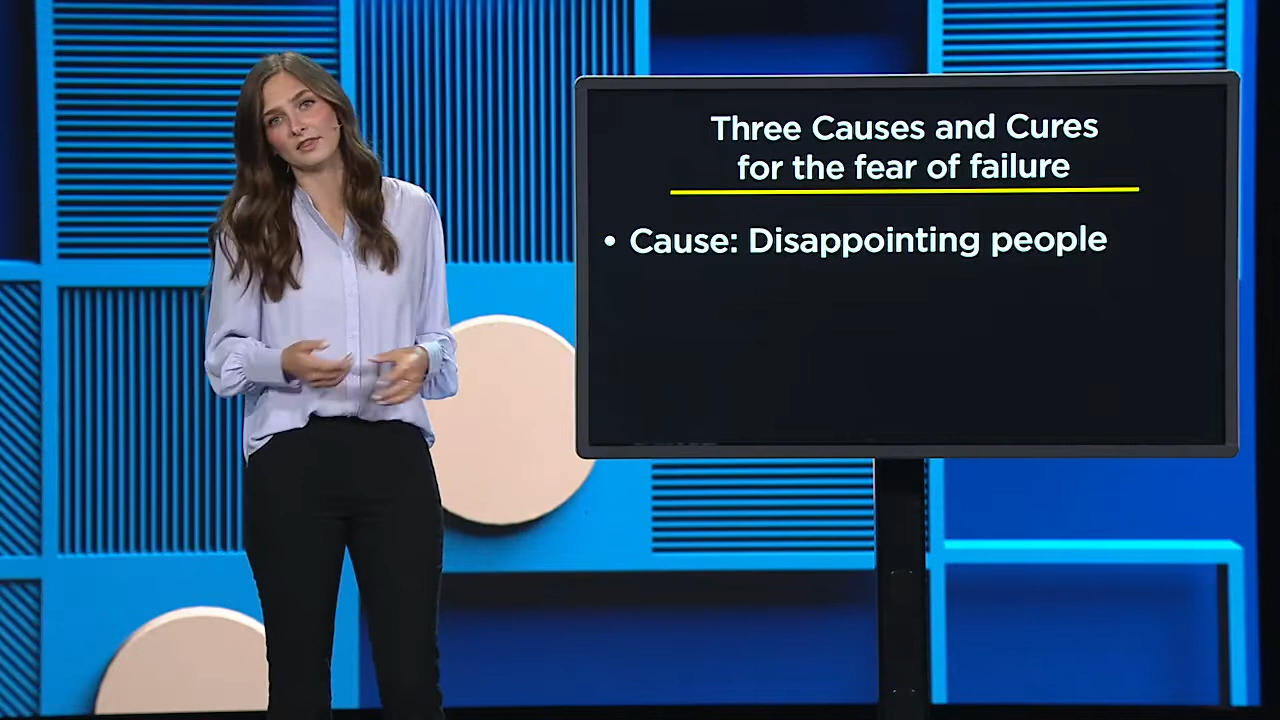 Three Causes and Cures
for the fear of failure
• Cause: Disappointing people